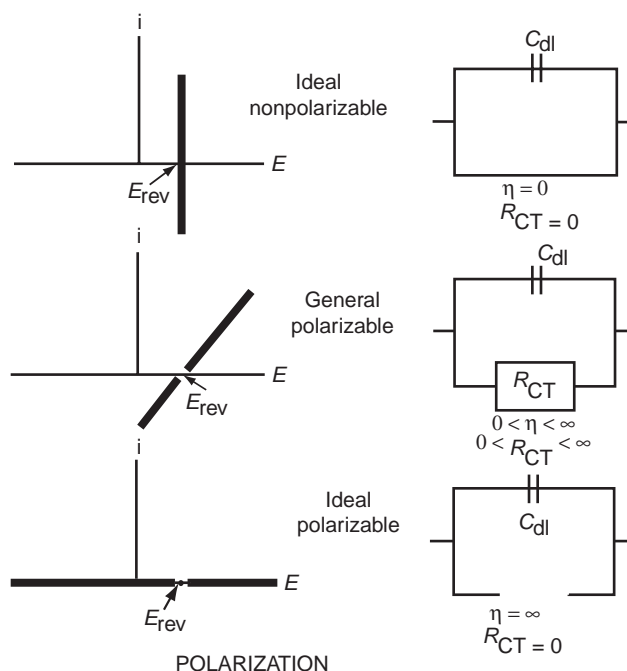 i
Ideal
nonpolarizable
E
E_rev
C_dl
η = 0
R_CT = 0
i
General
polarizable
E
E_rev
C_dl
R_CT
0 < η < ∞
0 < R_CT < ∞
i
Ideal
polarizable
E
E_rev
C_dl
η = ∞
R_CT = 0
POLARIZATION